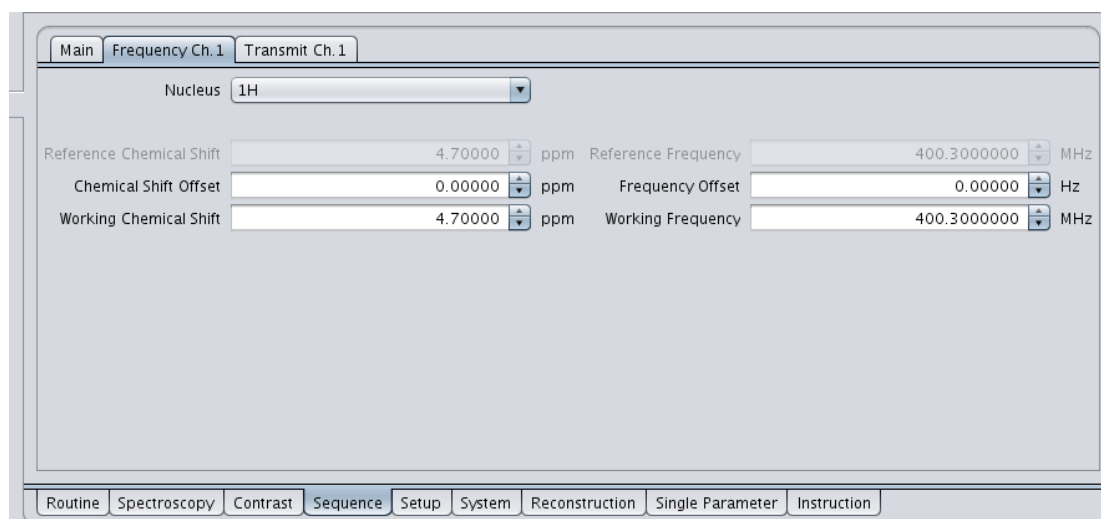 Main Frequency Ch.1 Transmit Ch.1
Nucleus 1H
Reference Chemical Shift 4.70000 ppm Reference Frequency 400.3000000 MHz
Chemical Shift Offset 0.00000 ppm Frequency Offset 0.00000 Hz
Working Chemical Shift 4.70000 ppm Working Frequency 400.3000000 MHz
Routine Spectroscopy Contrast Sequence Setup System Reconstruction Single Parameter Instruction